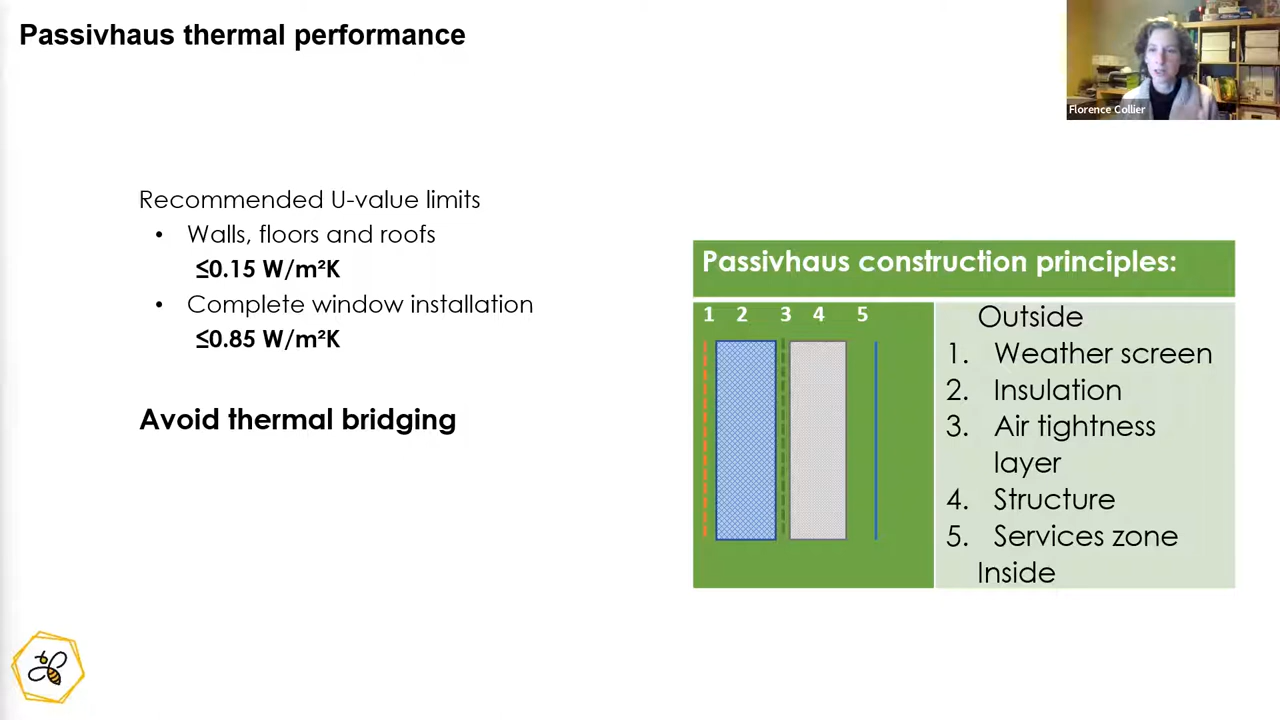 Passivhaus thermal performance
Florence Collier
Recommended U-value limits
• Walls, floors and roofs
≤0.15 W/m²K
• Complete window installation
≤0.85 W/m²K
Avoid thermal bridging
Passivhaus construction principles:
1 2 3 4 5
Outside
1. Weather screen
2. Insulation
3. Air tightness
layer
4. Structure
5. Services zone
Inside